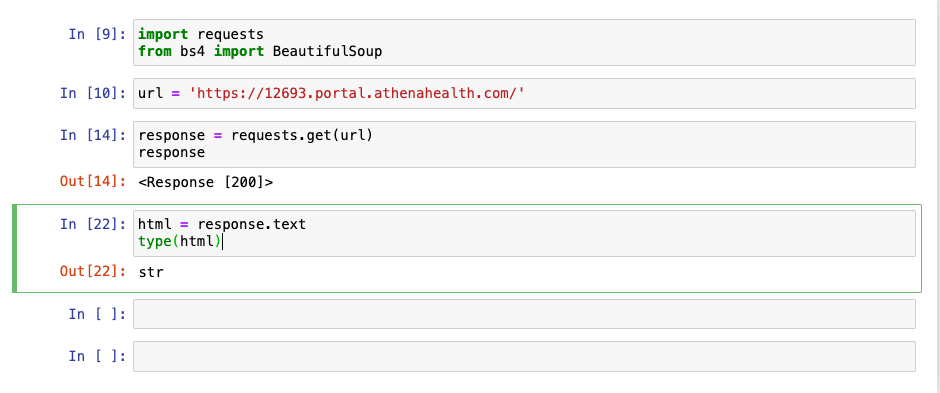 In [9]: import requests
from bs4 import BeautifulSoup
In [10]: url = 'https://12693.portal.athenahealth.com/'
In [14]: response = requests.get(url)
response
Out[14]: <Response [200]>
In [22]: html = response.text
type(html)
Out[22]: str
In [ ]:
In [ ]: